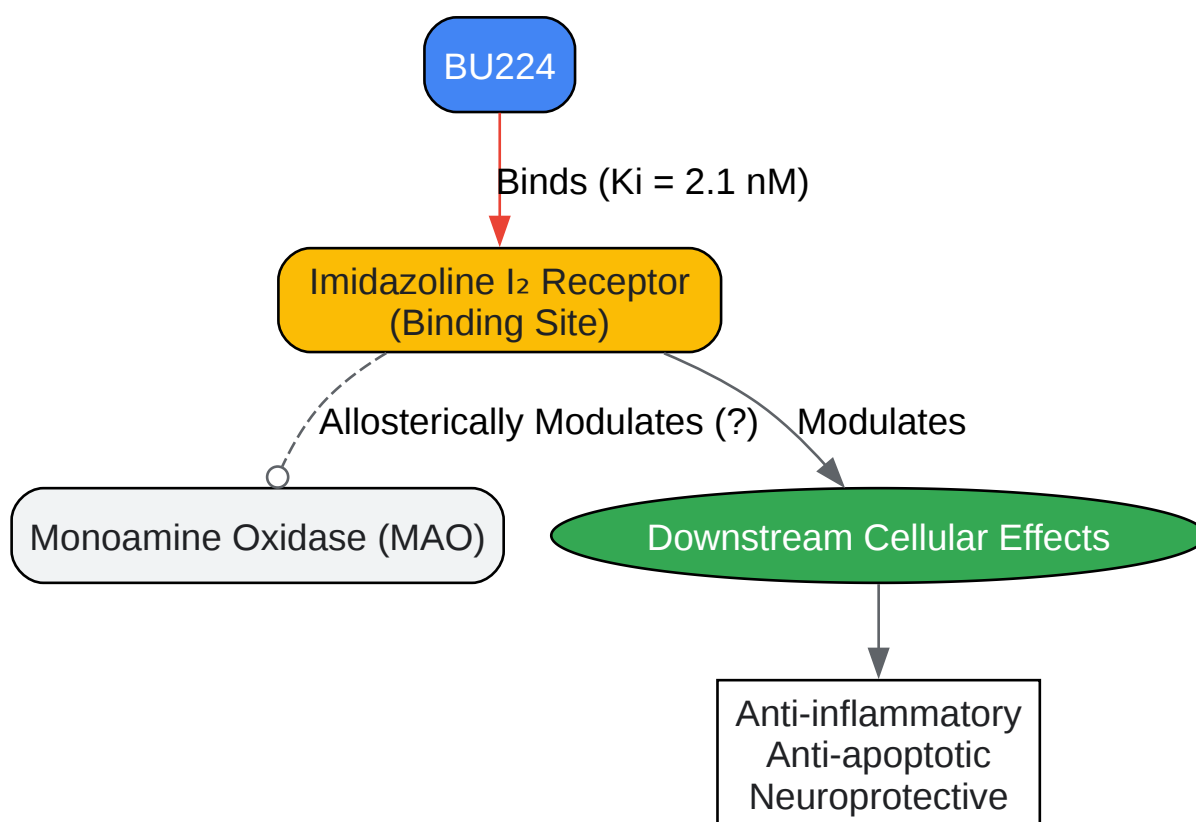 BU224
Binds (Ki = 2.1 nM)
Imidazoline I₂ Receptor
(Binding Site)
Allosterically Modulates (?)
Modulates
Monoamine Oxidase (MAO)
Downstream Cellular Effects
Anti-inflammatory
Anti-apoptotic
Neuroprotective